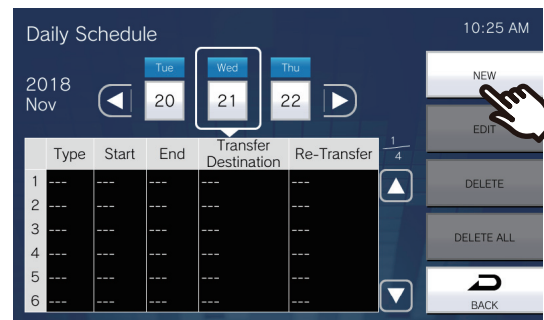 Daily Schedule
10:25 AM
2018
Nov
Tue
20
Wed
21
Thu
22
NEW
EDIT
DELETE
DELETE ALL
BACK
Type Start End Transfer Destination Re-Transfer 1/4
1 --- --- --- --- ---
2 --- --- --- --- ---
3 --- --- --- --- ---
4 --- --- --- --- ---
5 --- --- --- --- ---
6 --- --- --- --- ---